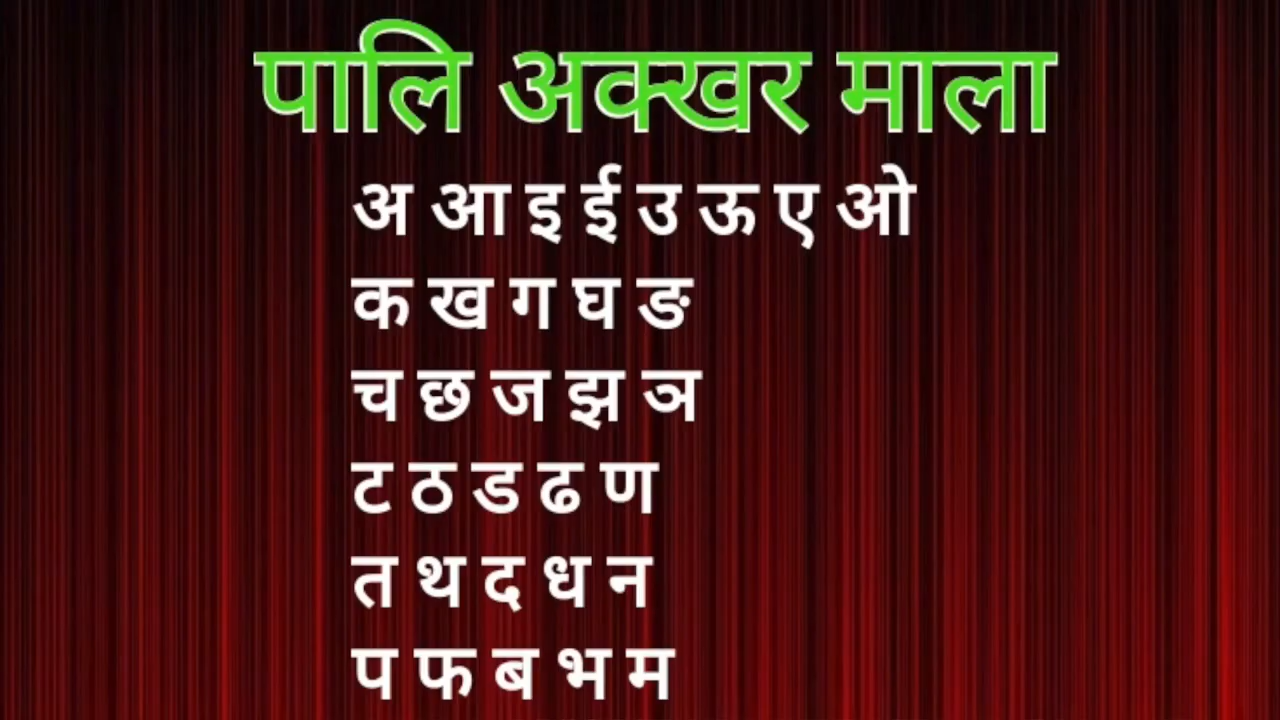 पालि अक्खर माला
अ आ इ ई उ ऊ ए ओ
क ख ग घ ङ
च छ ज झ ञ
ट ठ ड ढ ण
त थ द ध न
प फ ब भ म